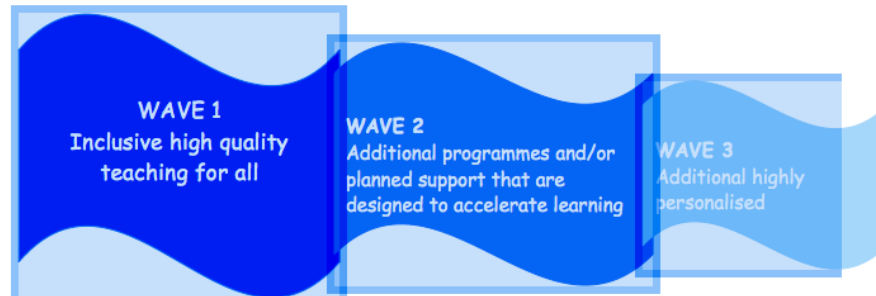 WAVE 1
Inclusive high quality
teaching for all
WAVE 2
Additional programmes and/or
planned support that are
designed to accelerate learning
WAVE 3
Additional highly
personalised